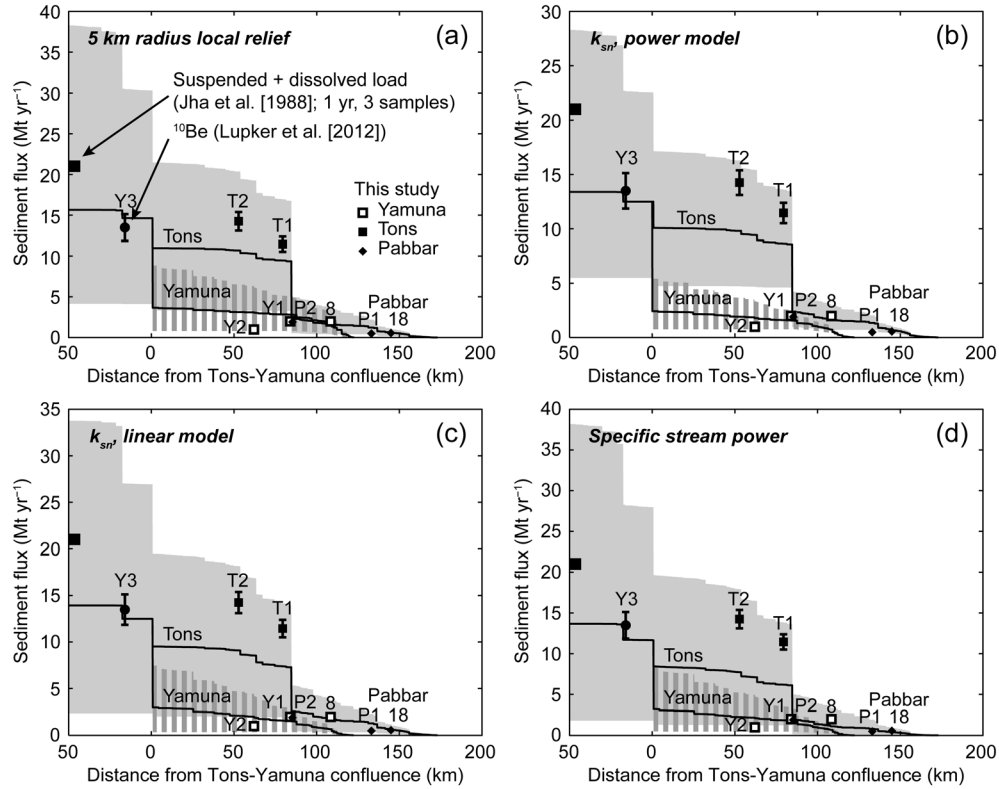 5 km radius local relief
(a)
Suspended + dissolved load
(Jha et al. [1988]; 1 yr, 3 samples)
¹⁰Be (Lupker et al. [2012])
This study
Yamuna
Tons
Pabbar
Y3
T2
T1
Tons
Yamuna
Y1
P2
8
Pabbar
Y2
P1
18
40
35
30
25
20
15
10
5
0
Sediment flux (Mt yr⁻¹)
50
0
50
100
150
200
Distance from Tons-Yamuna confluence (km)
kₛₙ, power model
(b)
T2
Y3
T1
Tons
Yamuna
Y1
P2
8
Pabbar
Y2
P1
18
30
25
20
15
10
5
0
Sediment flux (Mt yr⁻¹)
50
0
50
100
150
200
Distance from Tons-Yamuna confluence (km)
kₛₙ, linear model
(c)
Y3
T2
T1
Tons
Yamuna
Y1
P2
8
Pabbar
Y2
P1
18
35
30
25
20
15
10
5
0
Sediment flux (Mt yr⁻¹)
50
0
50
100
150
200
Distance from Tons-Yamuna confluence (km)
Specific stream power
(d)
Y3
T2
T1
Tons
Yamuna
Y1
P2
8
Pabbar
Y2
P1
18
40
35
30
25
20
15
10
5
0
Sediment flux (Mt yr⁻¹)
50
0
50
100
150
200
Distance from Tons-Yamuna confluence (km)